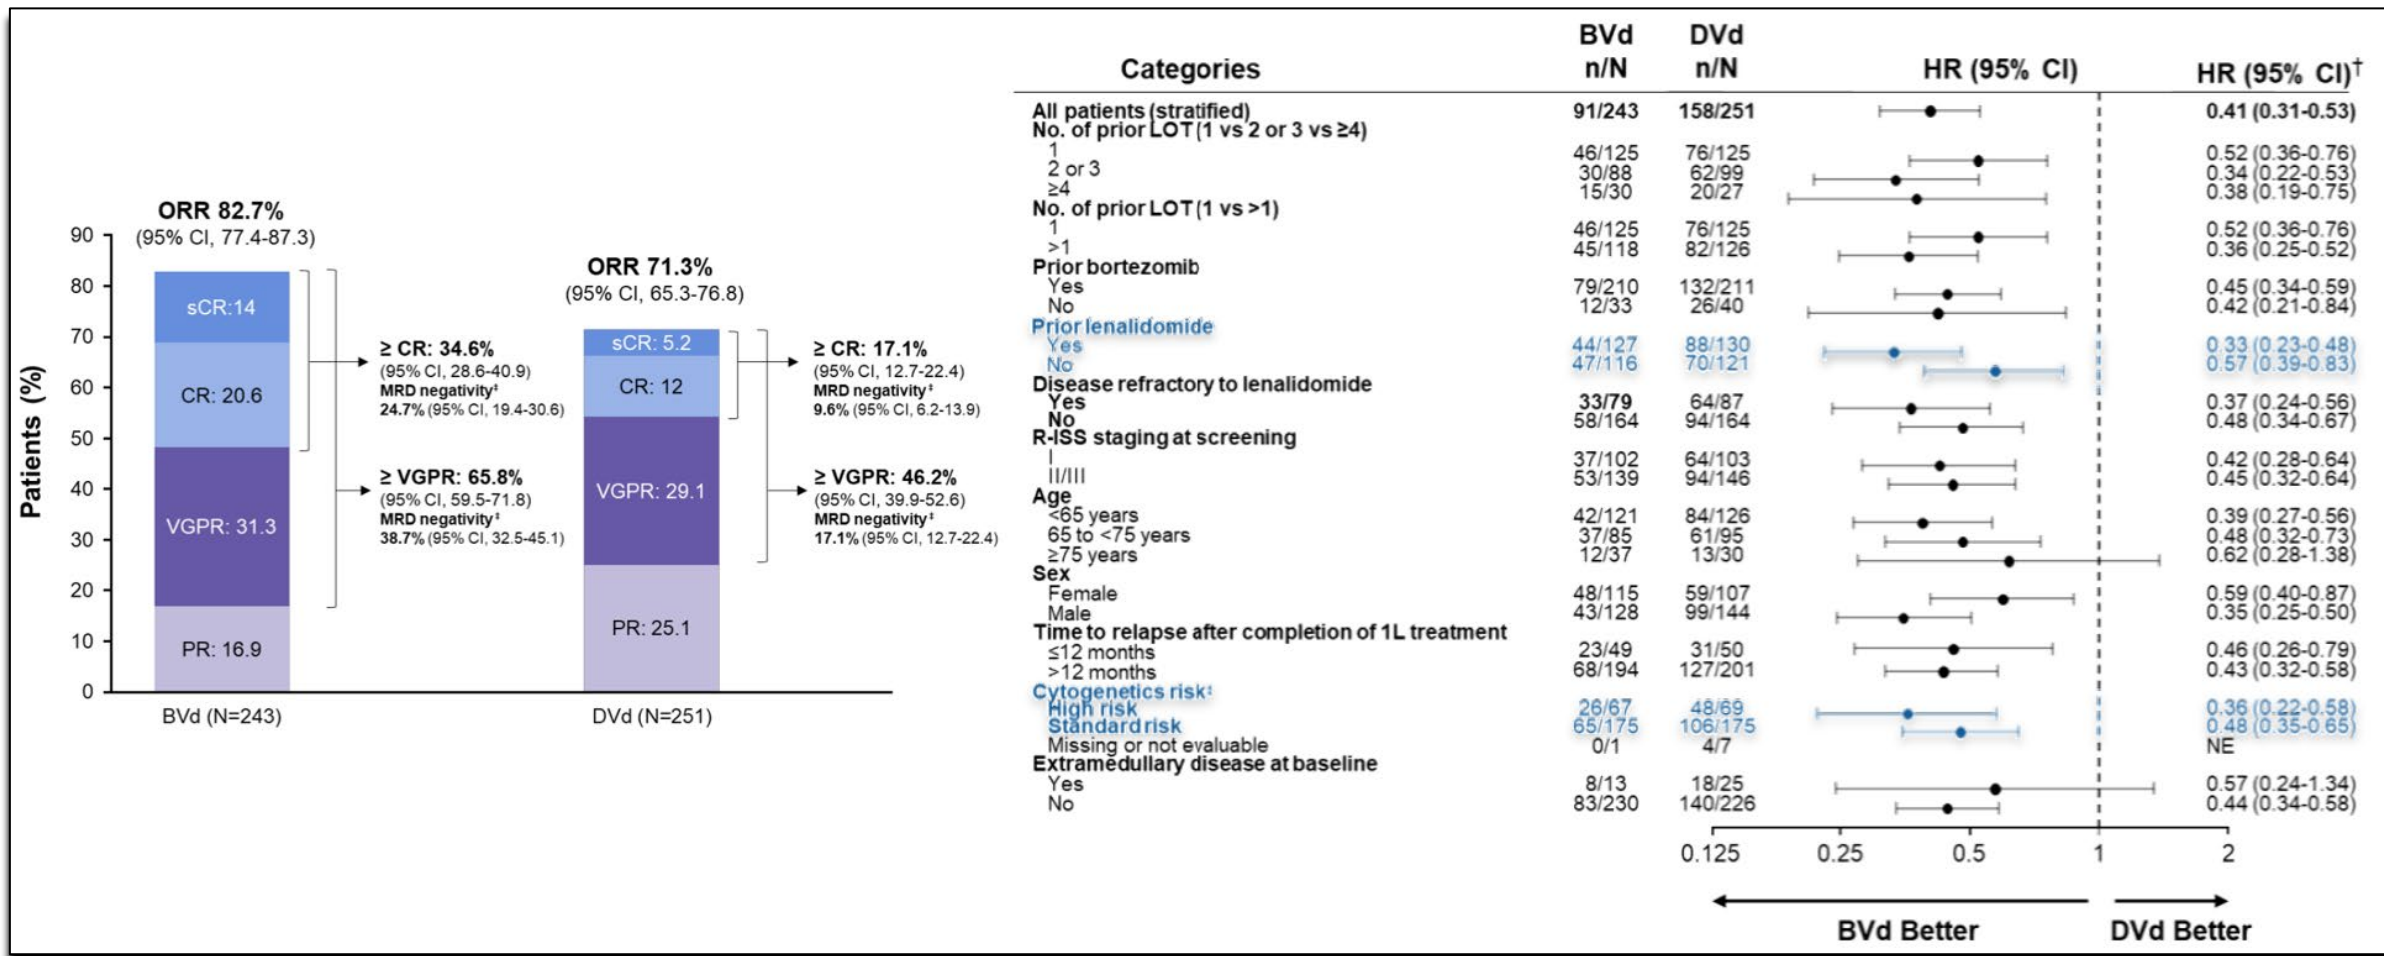 ORR 82.7%
(95% CI, 77.4-87.3)
ORR 71.3%
(95% CI, 65.3-76.8)
Patients (%)
90
80
70
60
50
40
30
20
10
0
sCR:14
CR: 20.6
VGPR: 31.3
PR: 16.9
BVd (N=243)
≥ CR: 34.6%
(95% CI, 28.6-40.9)
MRD negativity‡
24.7% (95% CI, 19.4-30.6)
≥ VGPR: 65.8%
(95% CI, 59.5-71.8)
MRD negativity‡
38.7% (95% CI, 32.5-45.1)
sCR: 5.2
CR: 12
VGPR: 29.1
PR: 25.1
DVd (N=251)
≥ CR: 17.1%
(95% CI, 12.7-22.4)
MRD negativity‡
9.6% (95% CI, 6.2-13.9)
≥ VGPR: 46.2%
(95% CI, 39.9-52.6)
MRD negativity‡
17.1% (95% CI, 12.7-22.4)
BVd DVd
Categories n/N n/N HR (95% CI) HR (95% CI)†
All patients (stratified) 91/243 158/251 0.41 (0.31-0.53)
No. of prior LOT (1 vs 2 or 3 vs ≥4)
1 46/125 76/125 0.52 (0.36-0.76)
2 or 3 30/88 62/99 0.34 (0.22-0.53)
≥4 15/30 20/27 0.38 (0.19-0.75)
No. of prior LOT (1 vs >1)
1 46/125 76/125 0.52 (0.36-0.76)
>1 45/118 82/126 0.36 (0.25-0.52)
Prior bortezomib
Yes 79/210 132/211 0.45 (0.34-0.59)
No 12/33 26/40 0.42 (0.21-0.84)
Prior lenalidomide
Yes 44/127 88/130 0.33 (0.23-0.48)
No 47/116 70/121 0.57 (0.39-0.83)
Disease refractory to lenalidomide
Yes 33/79 64/87 0.37 (0.24-0.56)
No 58/164 94/164 0.48 (0.34-0.67)
R-ISS staging at screening
I 37/102 64/103 0.42 (0.28-0.64)
II/III 53/139 94/146 0.45 (0.32-0.64)
Age
<65 years 42/121 84/126 0.39 (0.27-0.56)
65 to <75 years 37/85 61/95 0.48 (0.32-0.73)
≥75 years 12/37 13/30 0.62 (0.28-1.38)
Sex
Female 48/115 59/107 0.59 (0.40-0.87)
Male 43/128 99/144 0.35 (0.25-0.50)
Time to relapse after completion of 1L treatment
≤12 months 23/49 31/50 0.46 (0.26-0.79)
>12 months 68/194 127/201 0.43 (0.32-0.58)
Cytogenetics risk‡
High risk 26/67 48/69 0.36 (0.22-0.58)
Standard risk 65/175 106/175 0.48 (0.35-0.65)
Missing or not evaluable 0/1 4/7 NE
Extramedullary disease at baseline
Yes 8/13 18/25 0.57 (0.24-1.34)
No 83/230 140/226 0.44 (0.34-0.58)
0.125 0.25 0.5 1 2
BVd Better DVd Better